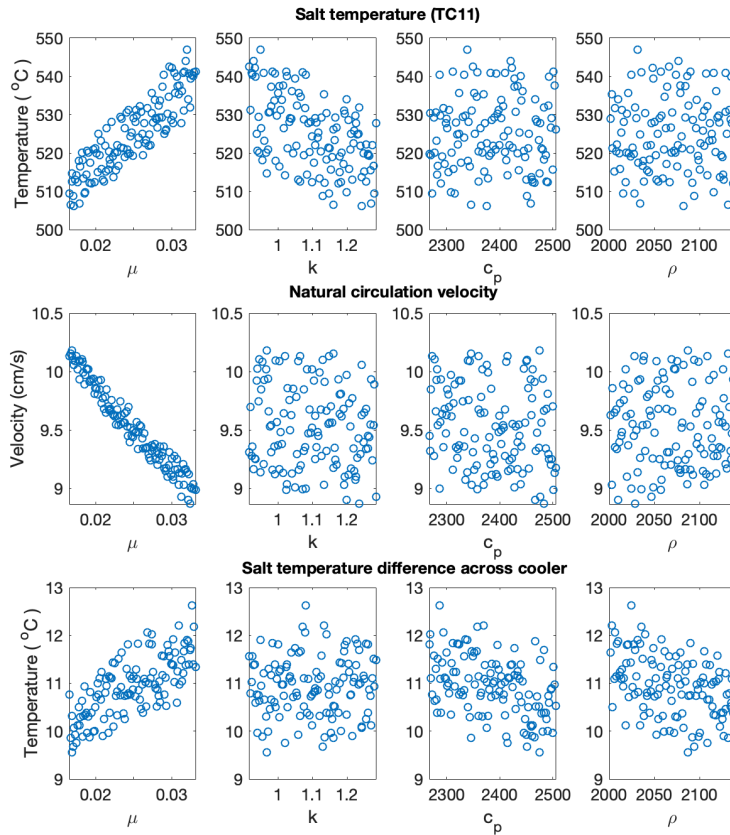 Salt temperature (TC11)
Temperature ( °C)
550
540
530
520
510
500
0.02 0.03
μ
550
540
530
520
510
500
1 1.1 1.2
k
550
540
530
520
510
500
2300 2400 2500
c_p
550
540
530
520
510
500
2000 2050 2100
ρ
Natural circulation velocity
Velocity (cm/s)
10.5
10
9.5
9
0.02 0.03
μ
10.5
10
9.5
9
1 1.1 1.2
k
10.5
10
9.5
9
2300 2400 2500
c_p
10.5
10
9.5
9
2000 2050 2100
ρ
Salt temperature difference across cooler
Temperature ( °C)
13
12
11
10
9
0.02 0.03
μ
13
12
11
10
9
1 1.1 1.2
k
13
12
11
10
9
2300 2400 2500
c_p
13
12
11
10
9
2000 2050 2100
ρ